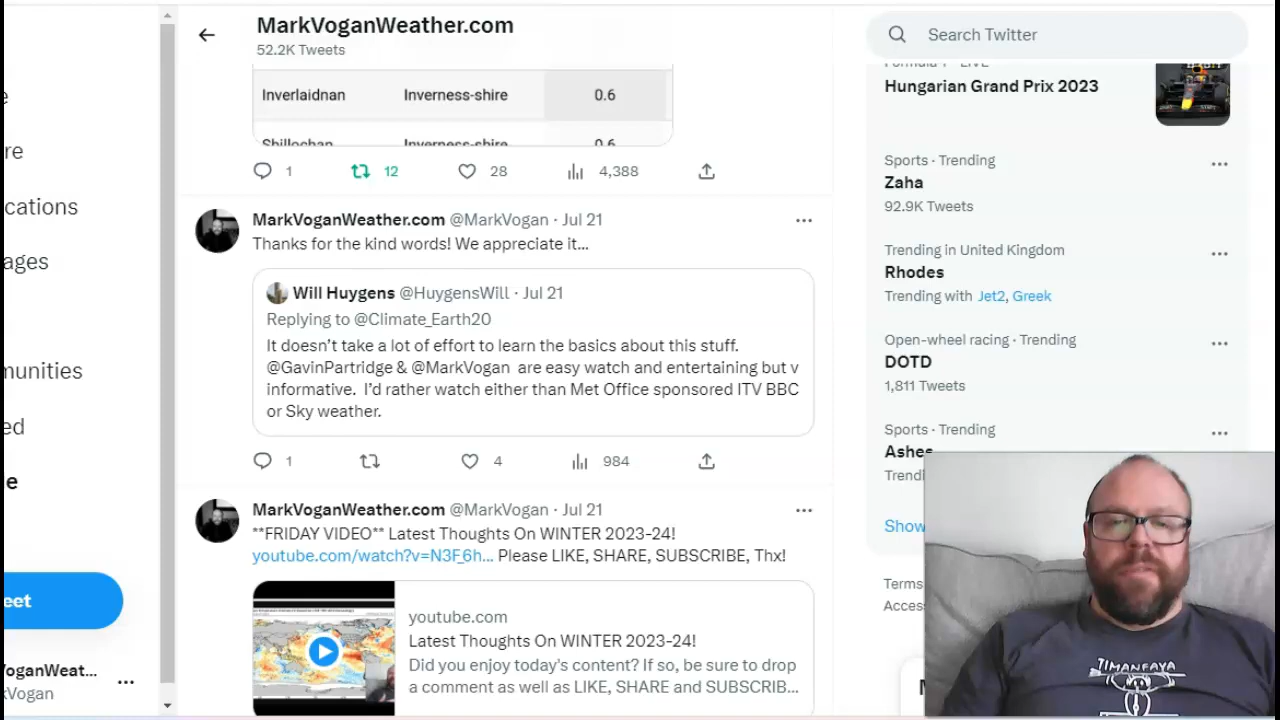 MarkVoganWeather.com
52.2K Tweets
Search Twitter
Inverlaidnan Inverness-shire 0.6
1 12 28 4,388
MarkVoganWeather.com @MarkVogan · Jul 21
Thanks for the kind words! We appreciate it...
Will Huygens @HuygensWill · Jul 21
Replying to @Climate_Earth20
It doesn't take a lot of effort to learn the basics about this stuff.
@GavinPartridge & @MarkVogan are easy watch and entertaining but v
informative. I'd rather watch either than Met Office sponsored ITV BBC
or Sky weather.
1 4 984
MarkVoganWeather.com @MarkVogan · Jul 21
**FRIDAY VIDEO** Latest Thoughts On WINTER 2023-24!
youtube.com/watch?v=N3F_6h... Please LIKE, SHARE, SUBSCRIBE, Thx!
youtube.com
Latest Thoughts On WINTER 2023-24!
Did you enjoy today's content? If so, be sure to drop
a comment as well as LIKE, SHARE and SUBSCRIB...
re
cations
ages
munities
ed
e
eet
VoganWeat...
Vogan
Hungarian Grand Prix 2023
Sports · Trending
Zaha
92.9K Tweets
Trending in United Kingdom
Rhodes
Trending with Jet2, Greek
Open-wheel racing · Trending
DOTD
1,811 Tweets
Sports · Trending
Ashes
Trendi
Show
Terms
Acces
TIMANFAYA